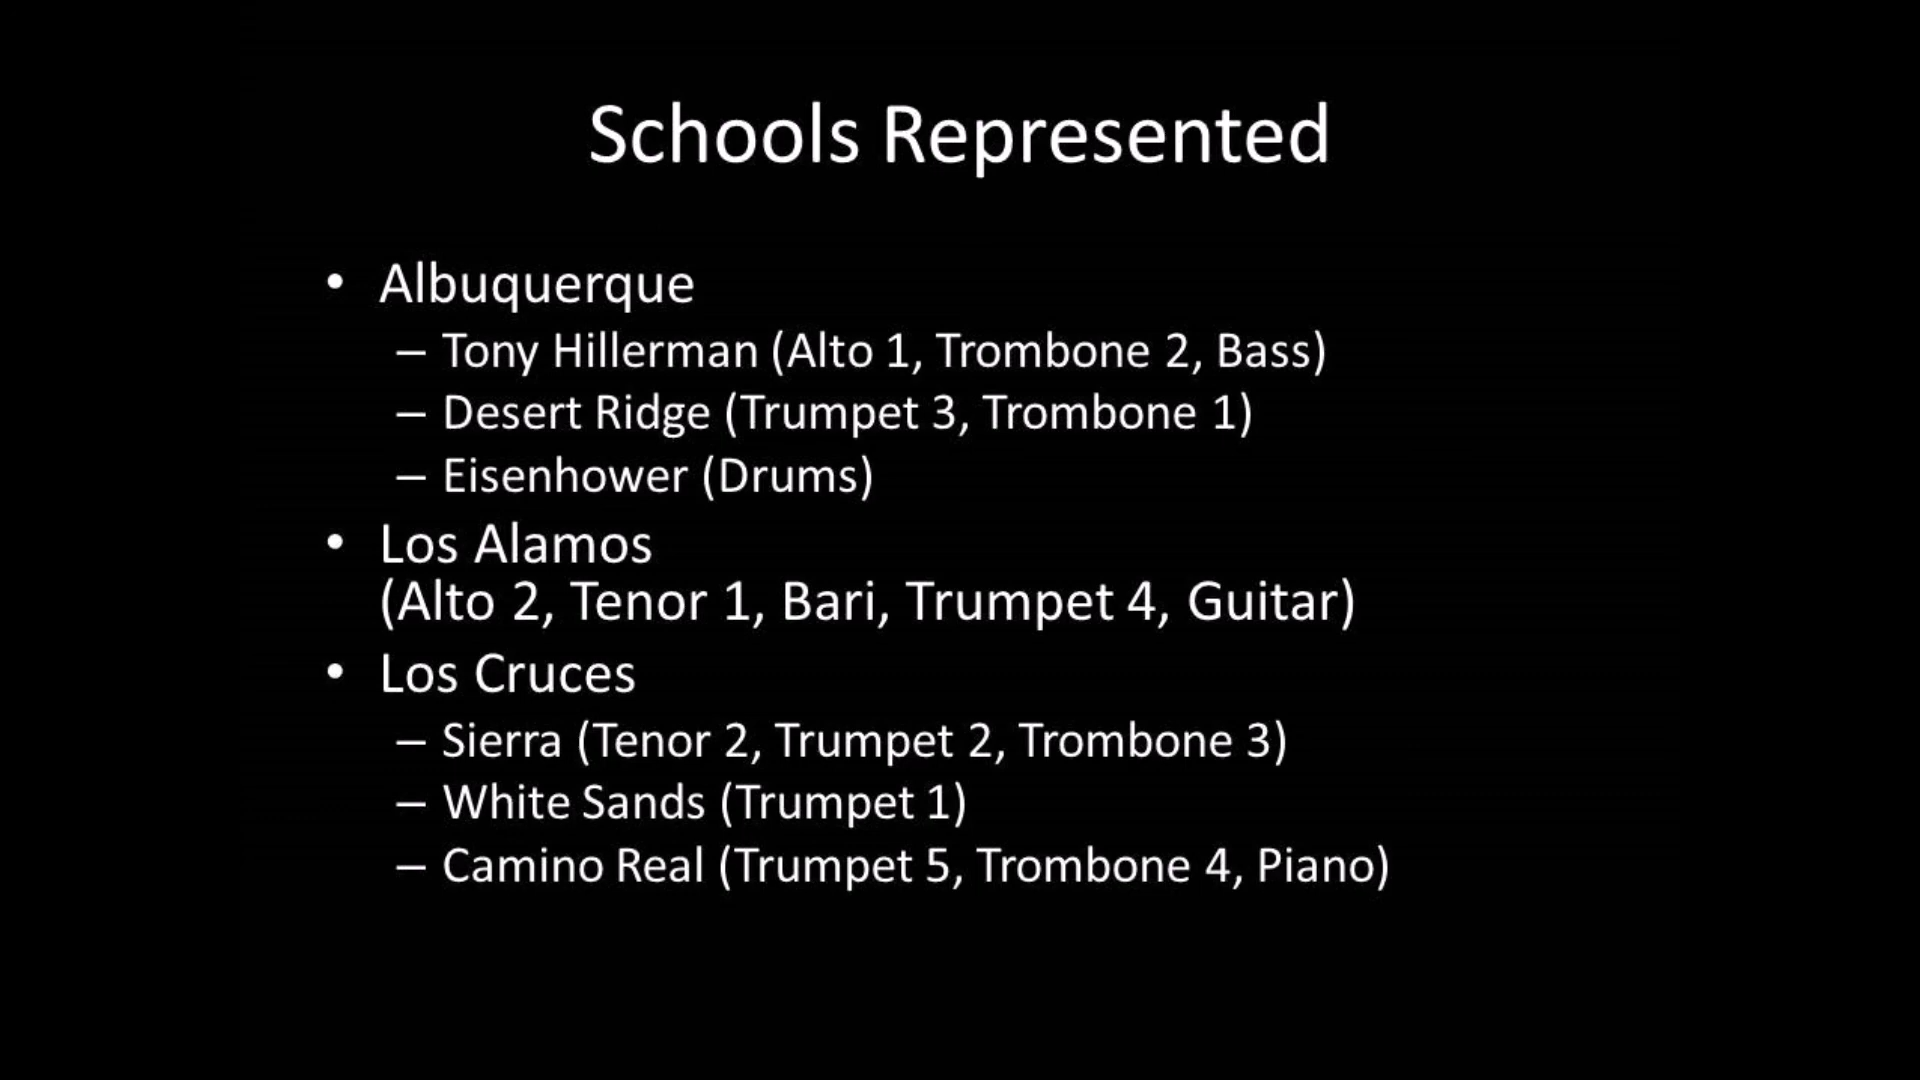 Schools Represented
• Albuquerque
– Tony Hillerman (Alto 1, Trombone 2, Bass)
– Desert Ridge (Trumpet 3, Trombone 1)
– Eisenhower (Drums)
• Los Alamos
(Alto 2, Tenor 1, Bari, Trumpet 4, Guitar)
• Los Cruces
– Sierra (Tenor 2, Trumpet 2, Trombone 3)
– White Sands (Trumpet 1)
– Camino Real (Trumpet 5, Trombone 4, Piano)